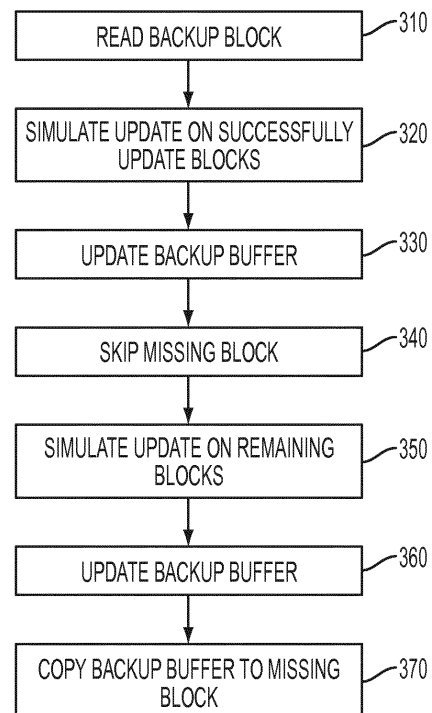 READ BACKUP BLOCK
310
SIMULATE UPDATE ON SUCCESSFULLY
UPDATE BLOCKS
320
UPDATE BACKUP BUFFER
330
SKIP MISSING BLOCK
340
SIMULATE UPDATE ON REMAINING
BLOCKS
350
UPDATE BACKUP BUFFER
360
COPY BACKUP BUFFER TO MISSING
BLOCK
370